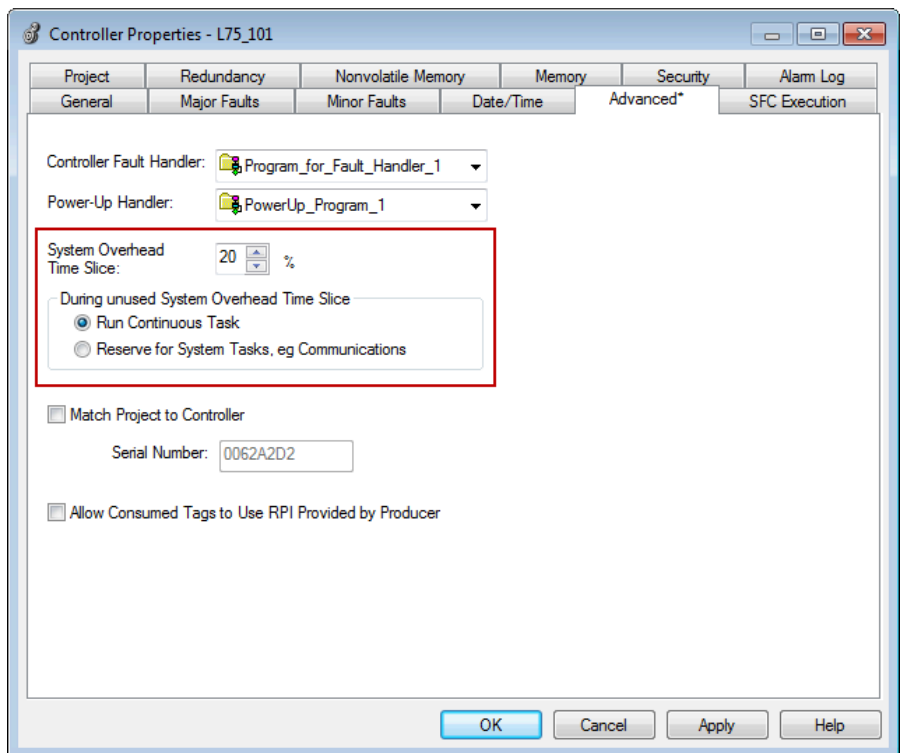 Controller Properties - L75_101
Project Redundancy Nonvolatile Memory Memory Security Alarm Log
General Major Faults Minor Faults Date/Time Advanced* SFC Execution
Controller Fault Handler: Program_for_Fault_Handler_1
Power-Up Handler: PowerUp_Program_1
System Overhead
Time Slice: 20 %
During unused System Overhead Time Slice
Run Continuous Task
Reserve for System Tasks, eg Communications
Match Project to Controller
Serial Number: 0062A2D2
Allow Consumed Tags to Use RPI Provided by Producer
OK Cancel Apply Help